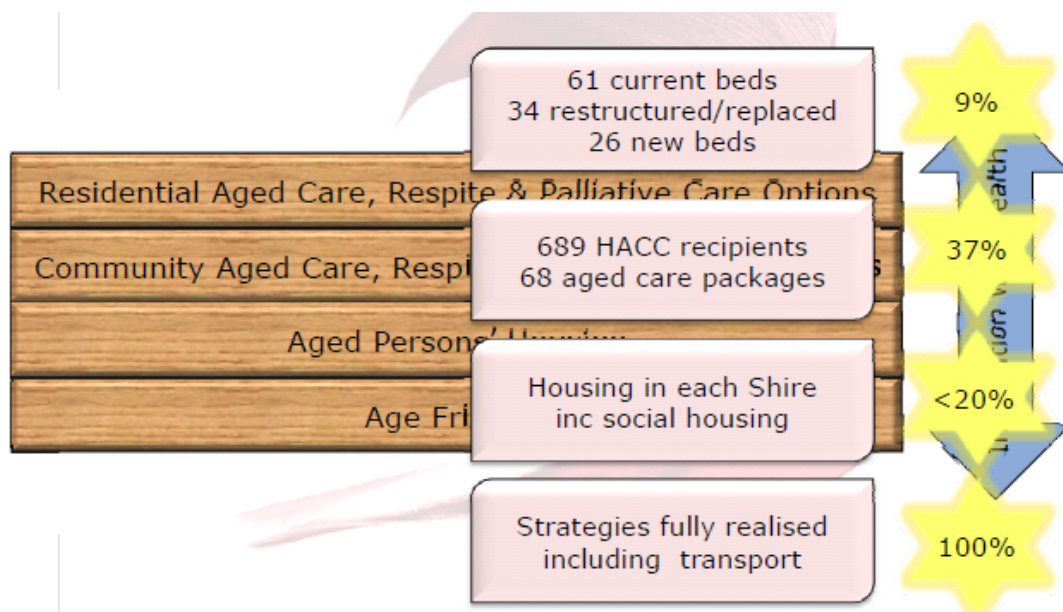 61 current beds
34 restructured/replaced
26 new beds
9%
Residential Aged Care, Respite & Palliative Care Options
689 HACC recipients
68 aged care packages
37%
Community Aged Care,
Aged Persons’
Housing in each Shire
inc social housing
<20%
Age
Strategies fully realised
including transport
100%